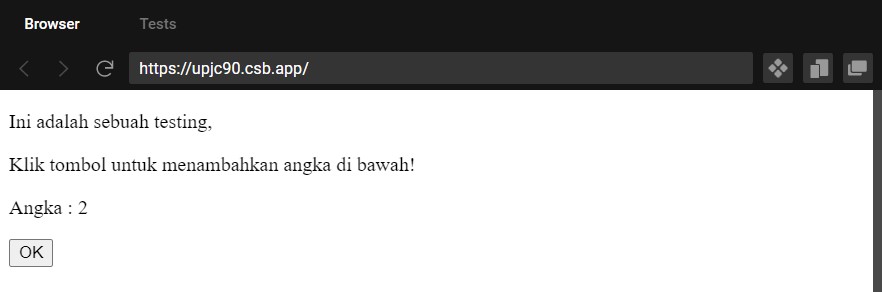 Browser Tests
https://upjc90.csb.app/
Ini adalah sebuah testing,
Klik tombol untuk menambahkan angka di bawah!
Angka : 2
OK